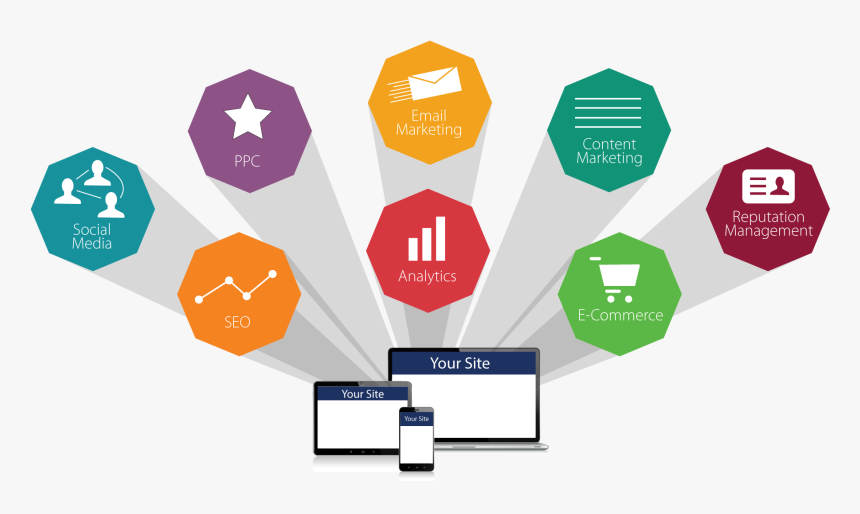 Email
Marketing
PPC
Content
Marketing
Social
Media
Reputation
Management
Analytics
SEO
E-Commerce
Your Site
Your Site
Your Site